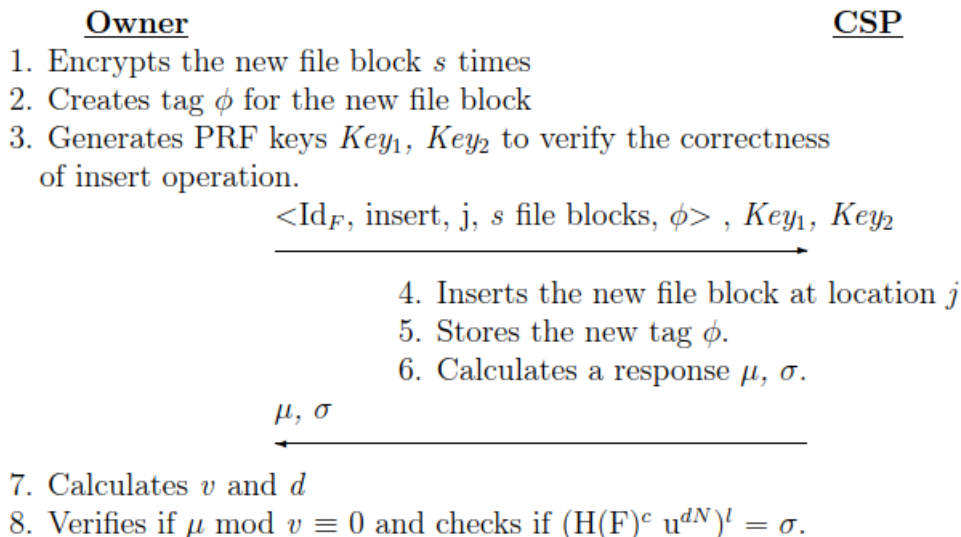 Owner CSP
1. Encrypts the new file block s times
2. Creates tag ϕ for the new file block
3. Generates PRF keys Key₁, Key₂ to verify the correctness
of insert operation.
<Id_F, insert, j, s file blocks, ϕ> , Key₁, Key₂
4. Inserts the new file block at location j
5. Stores the new tag ϕ.
6. Calculates a response μ, σ.
μ, σ
7. Calculates v and d
8. Verifies if μ mod v ≡ 0 and checks if (H(F)^c u^{dN})^l = σ.